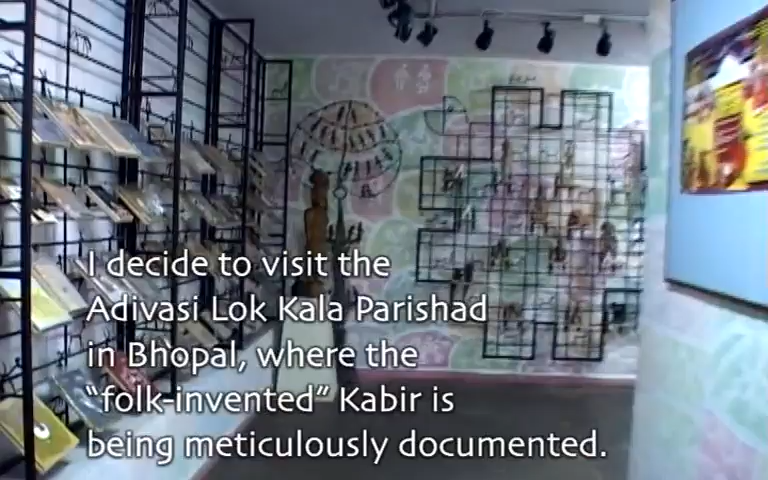 I decide to visit the
Adivasi Lok Kala Parishad
in Bhopal, where the
“folk-invented” Kabir is
being meticulously documented.